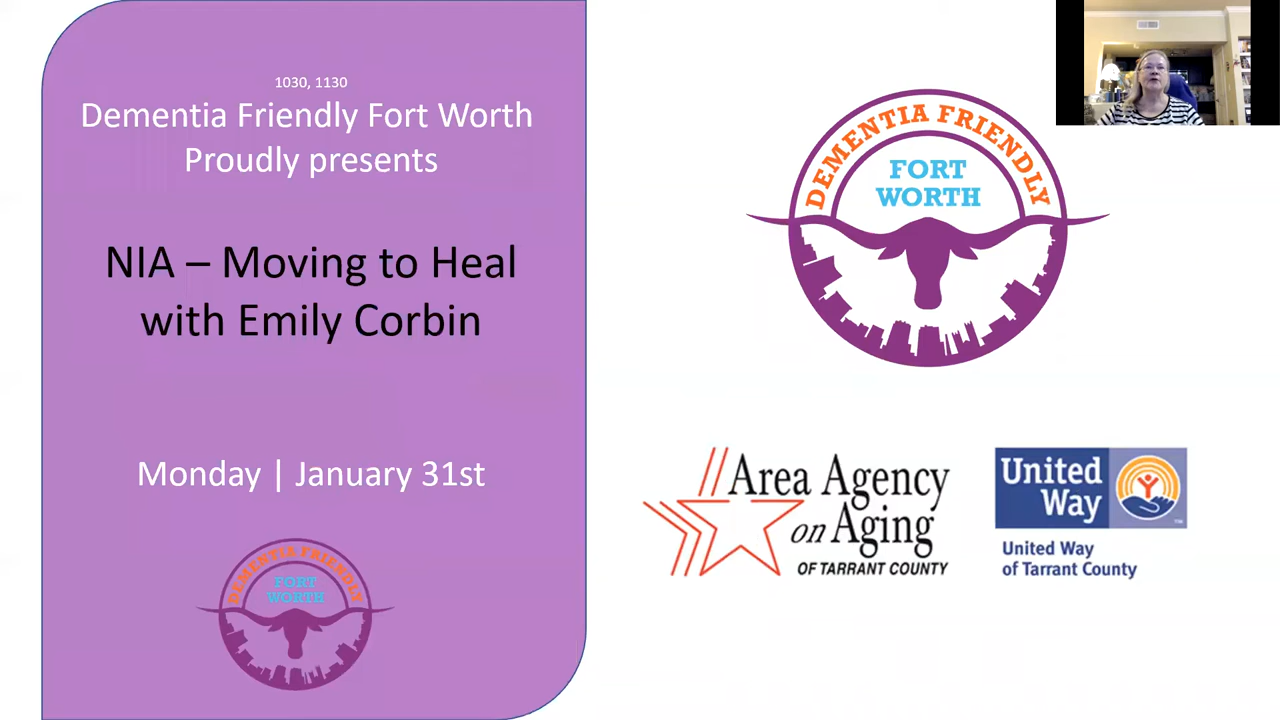 1030, 1130
Dementia Friendly Fort Worth
Proudly presents
NIA – Moving to Heal
with Emily Corbin
Monday | January 31st
DEMENTIA FRIENDLY
FORT
WORTH
DEMENTIA FRIENDLY
FORT
WORTH
Area Agency
on Aging
OF TARRANT COUNTY
United
Way
United Way
of Tarrant County